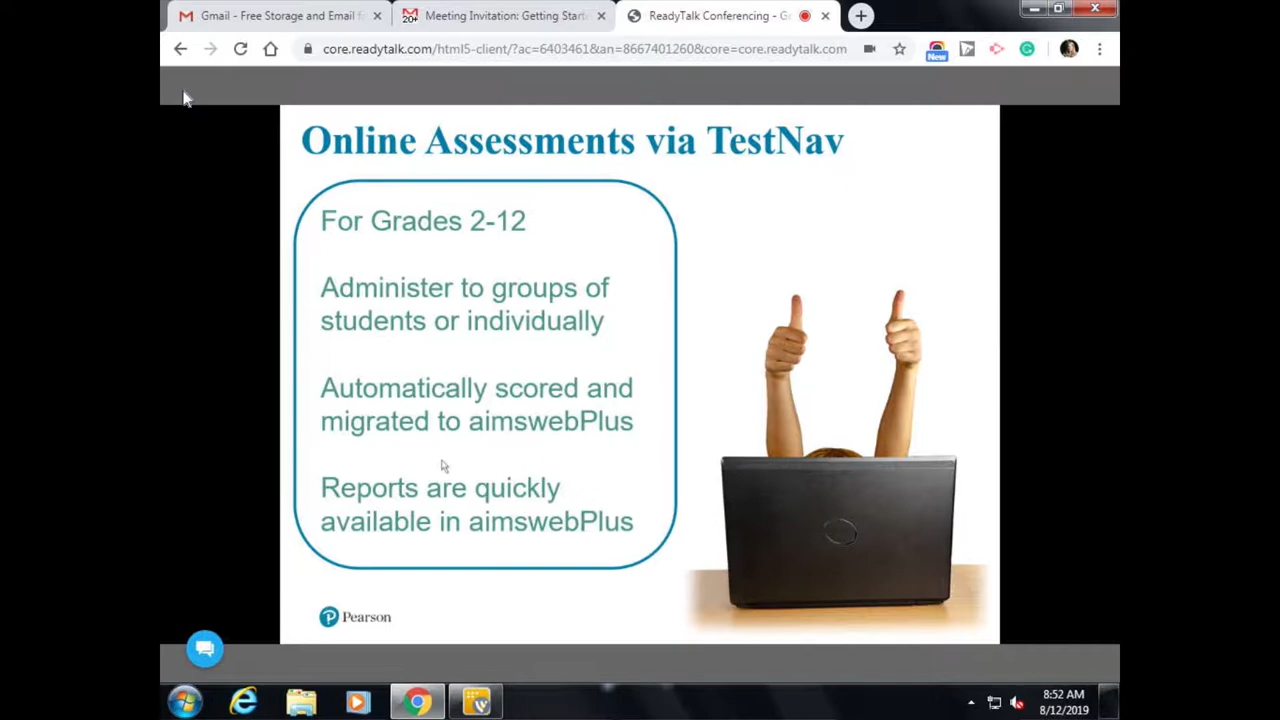 Gmail - Free Storage and Email f
Meeting Invitation: Getting Start
ReadyTalk Conferencing - G
core.readytalk.com/html5-client/?ac=6403461&an=8667401260&core=core.readytalk.com
New
Online Assessments via TestNav
For Grades 2-12
Administer to groups of
students or individually
Automatically scored and
migrated to aimswebPlus
Reports are quickly
available in aimswebPlus
Pearson
8:52 AM
8/12/2019